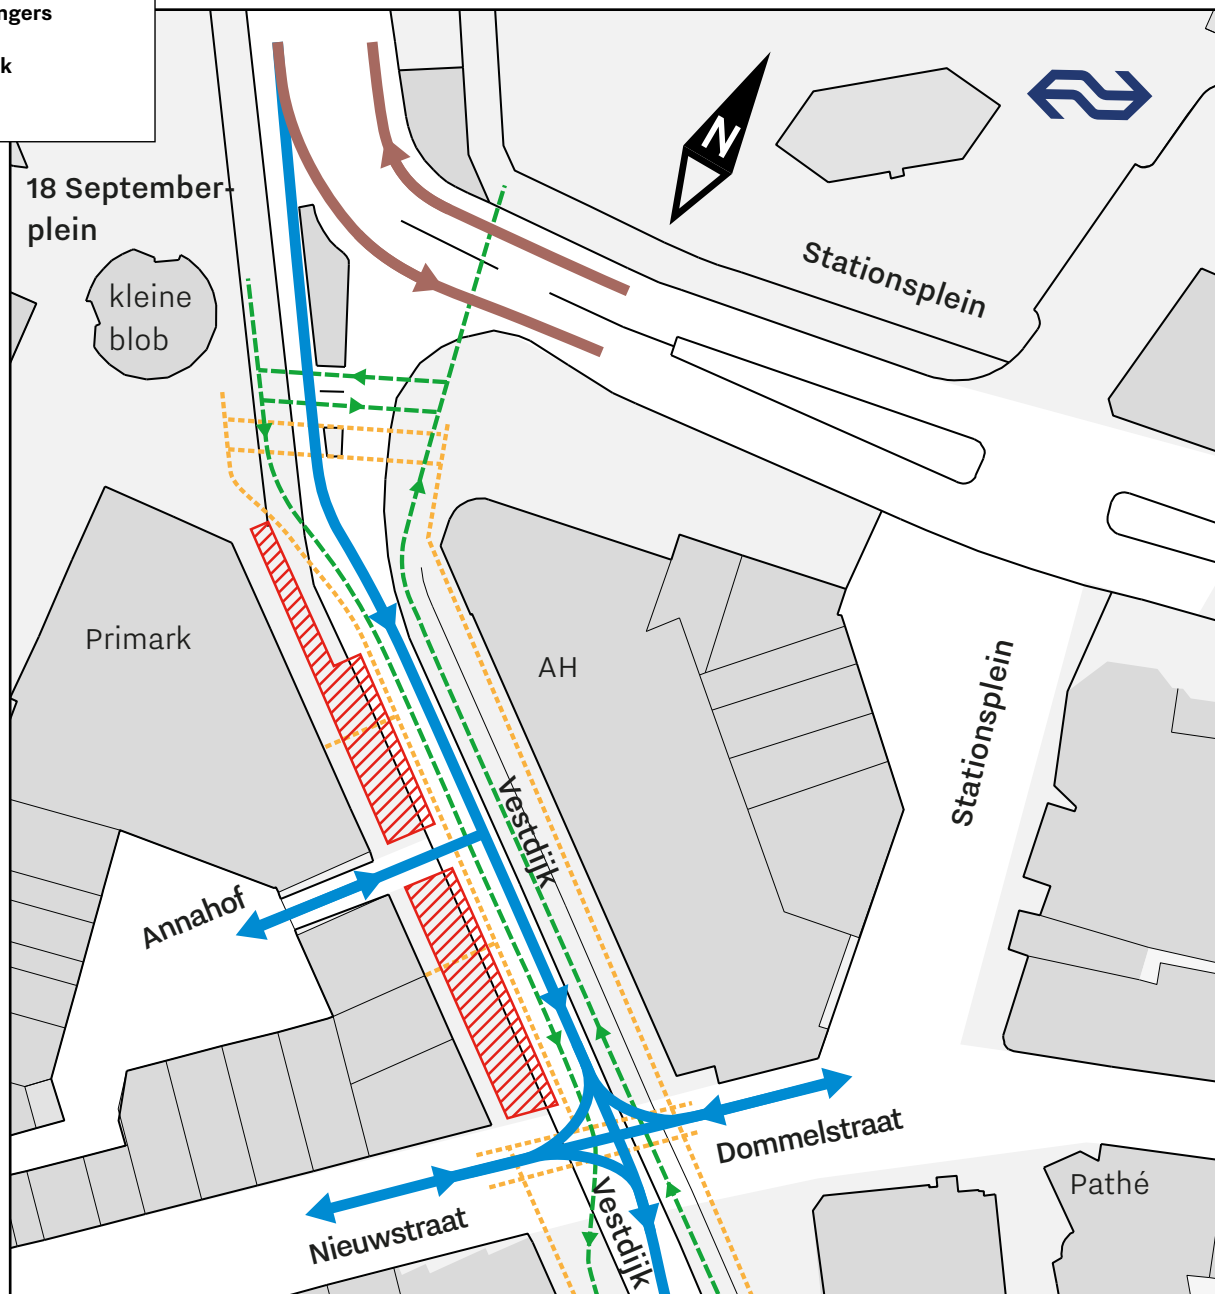 ngers
k
N
18 September-
plein
Stationsplein
kleine
blob
Primark
AH
Stationsplein
Vestdijk
Annahof
Dommelstraat
Pathé
Nieuwstraat
Vestdijk